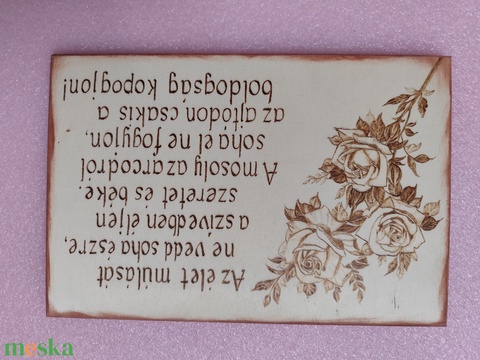 Az élet múlását
ne vedd soha észre,
a szívedben éljen
szeretet és béke.
A mosoly az arcodról
soha el ne fogyjon,
az ajtódon csakis a
boldogság kopogjon!
meska